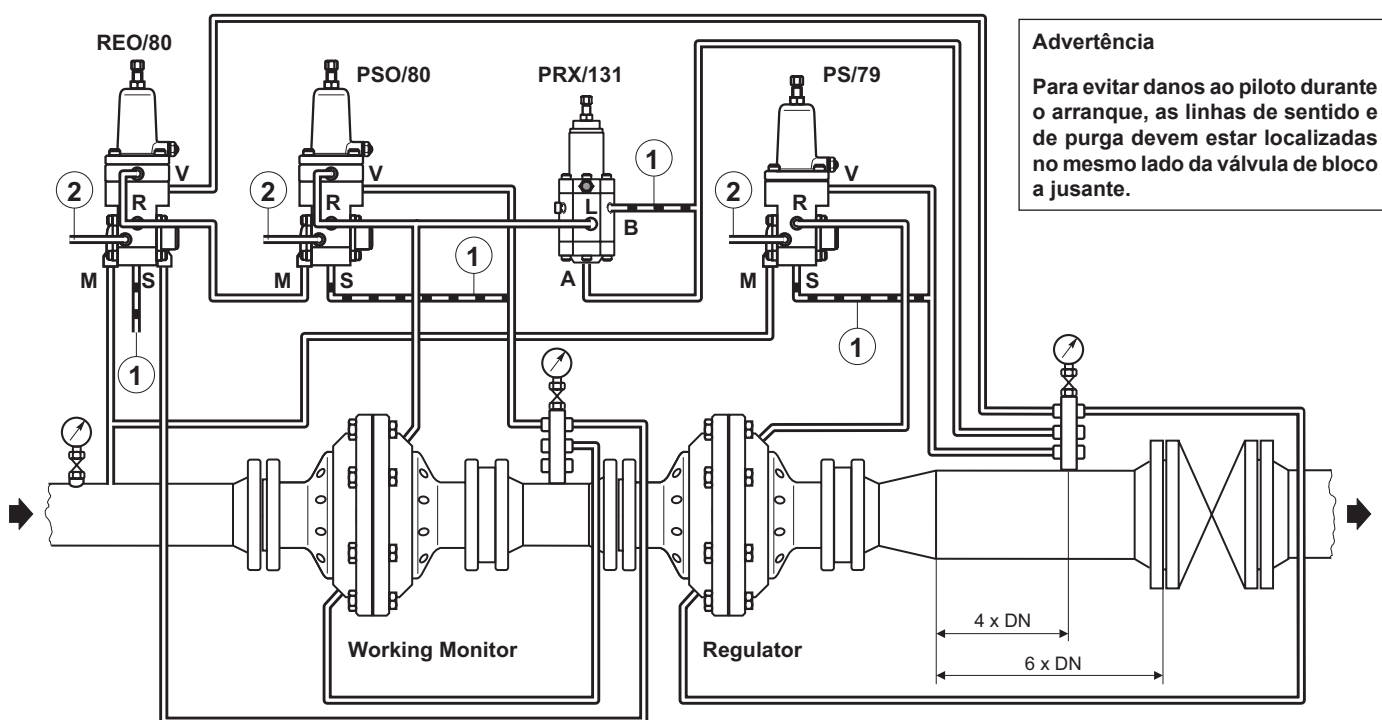 REO/80
PSO/80
PRX/131
PS/79
Advertência
Para evitar danos ao piloto durante
o arranque, as linhas de sentido e
de purga devem estar localizadas
no mesmo lado da válvula de bloco
a jusante.
V
2
R
M
S
1
V
2
R
M
S
1
1
L
B
A
V
2
R
M
S
1
Working Monitor
Regulator
4 x DN
6 x DN